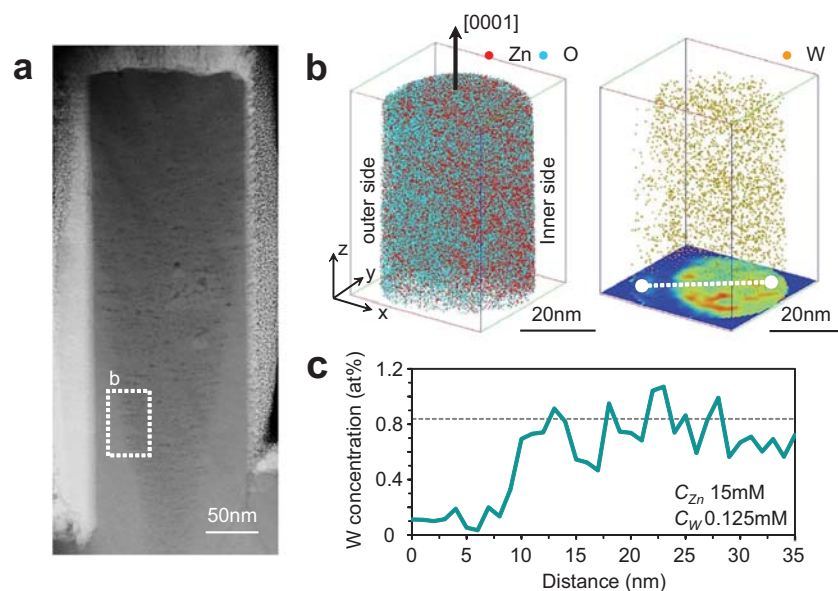 a
b
50nm
b
[0001]
Zn O
W
outer side
Inner side
z
y
x
20nm
20nm
c
W concentration (at%)
1.2
0.8
0.4
0
C_Zn 15mM
C_W 0.125mM
0 5 10 15 20 25 30 35
Distance (nm)